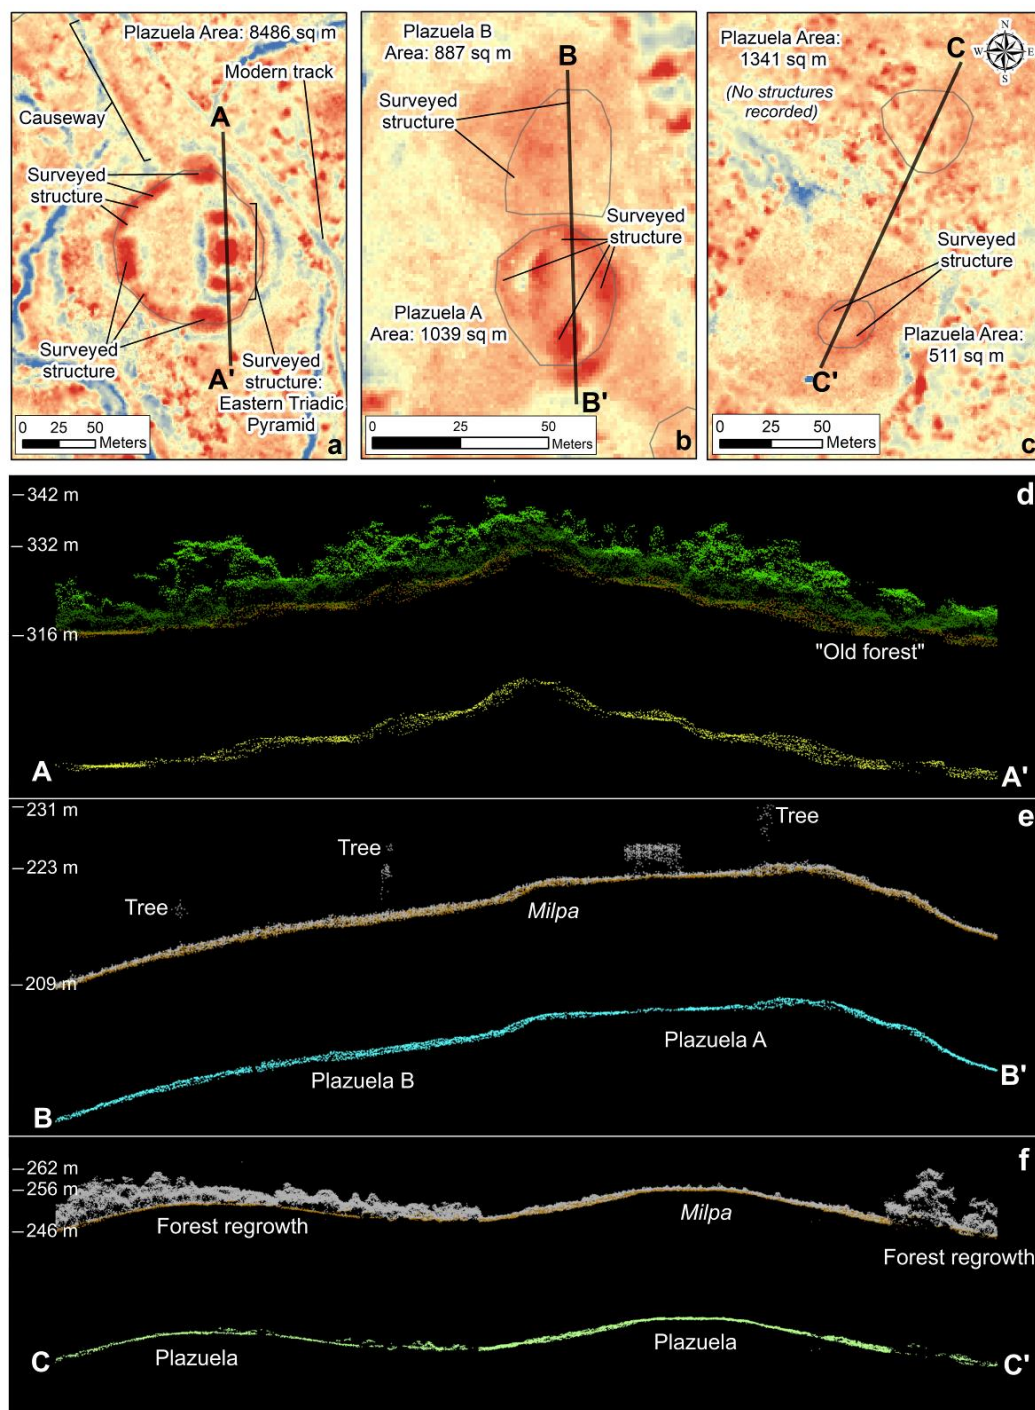 Plazuela Area: 8486 sq m
Modern track
Causeway
A
Surveyed
structure
Surveyed
structure
A'
Surveyed
structure:
Eastern Triadic
Pyramid
0 25 50
Meters
a
Plazuela B
Area: 887 sq m
B
Surveyed
structure
Surveyed
structure
Plazuela A
Area: 1039 sq m
B'
0 25 50
Meters
b
Plazuela Area:
1341 sq m
(No structures
recorded)
C
N
W E
S
Surveyed
structure
Plazuela Area:
511 sq m
C'
0 25 50
Meters
c
d
342 m
332 m
316 m
"Old forest"
A
A'
e
231 m
Tree
Tree
223 m
Tree
Milpa
209 m
Plazuela A
Plazuela B
B
B'
f
262 m
256 m
246 m
Forest regrowth
Milpa
Forest regrowth
C
Plazuela
Plazuela
C'